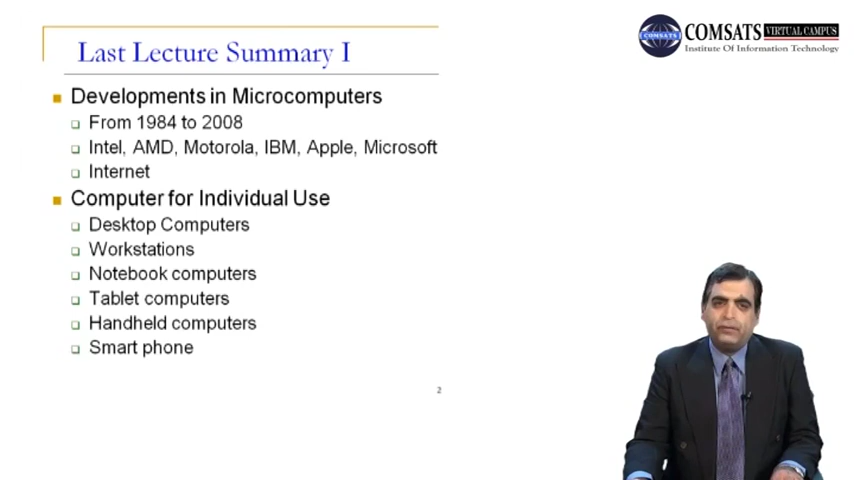 Last Lecture Summary I
Developments in Microcomputers
From 1984 to 2008
Intel, AMD, Motorola, IBM, Apple, Microsoft
Internet
Computer for Individual Use
Desktop Computers
Workstations
Notebook computers
Tablet computers
Handheld computers
Smart phone
2
COMSATS
COMSATS VIRTUAL CAMPUS
Institute Of Information Technology